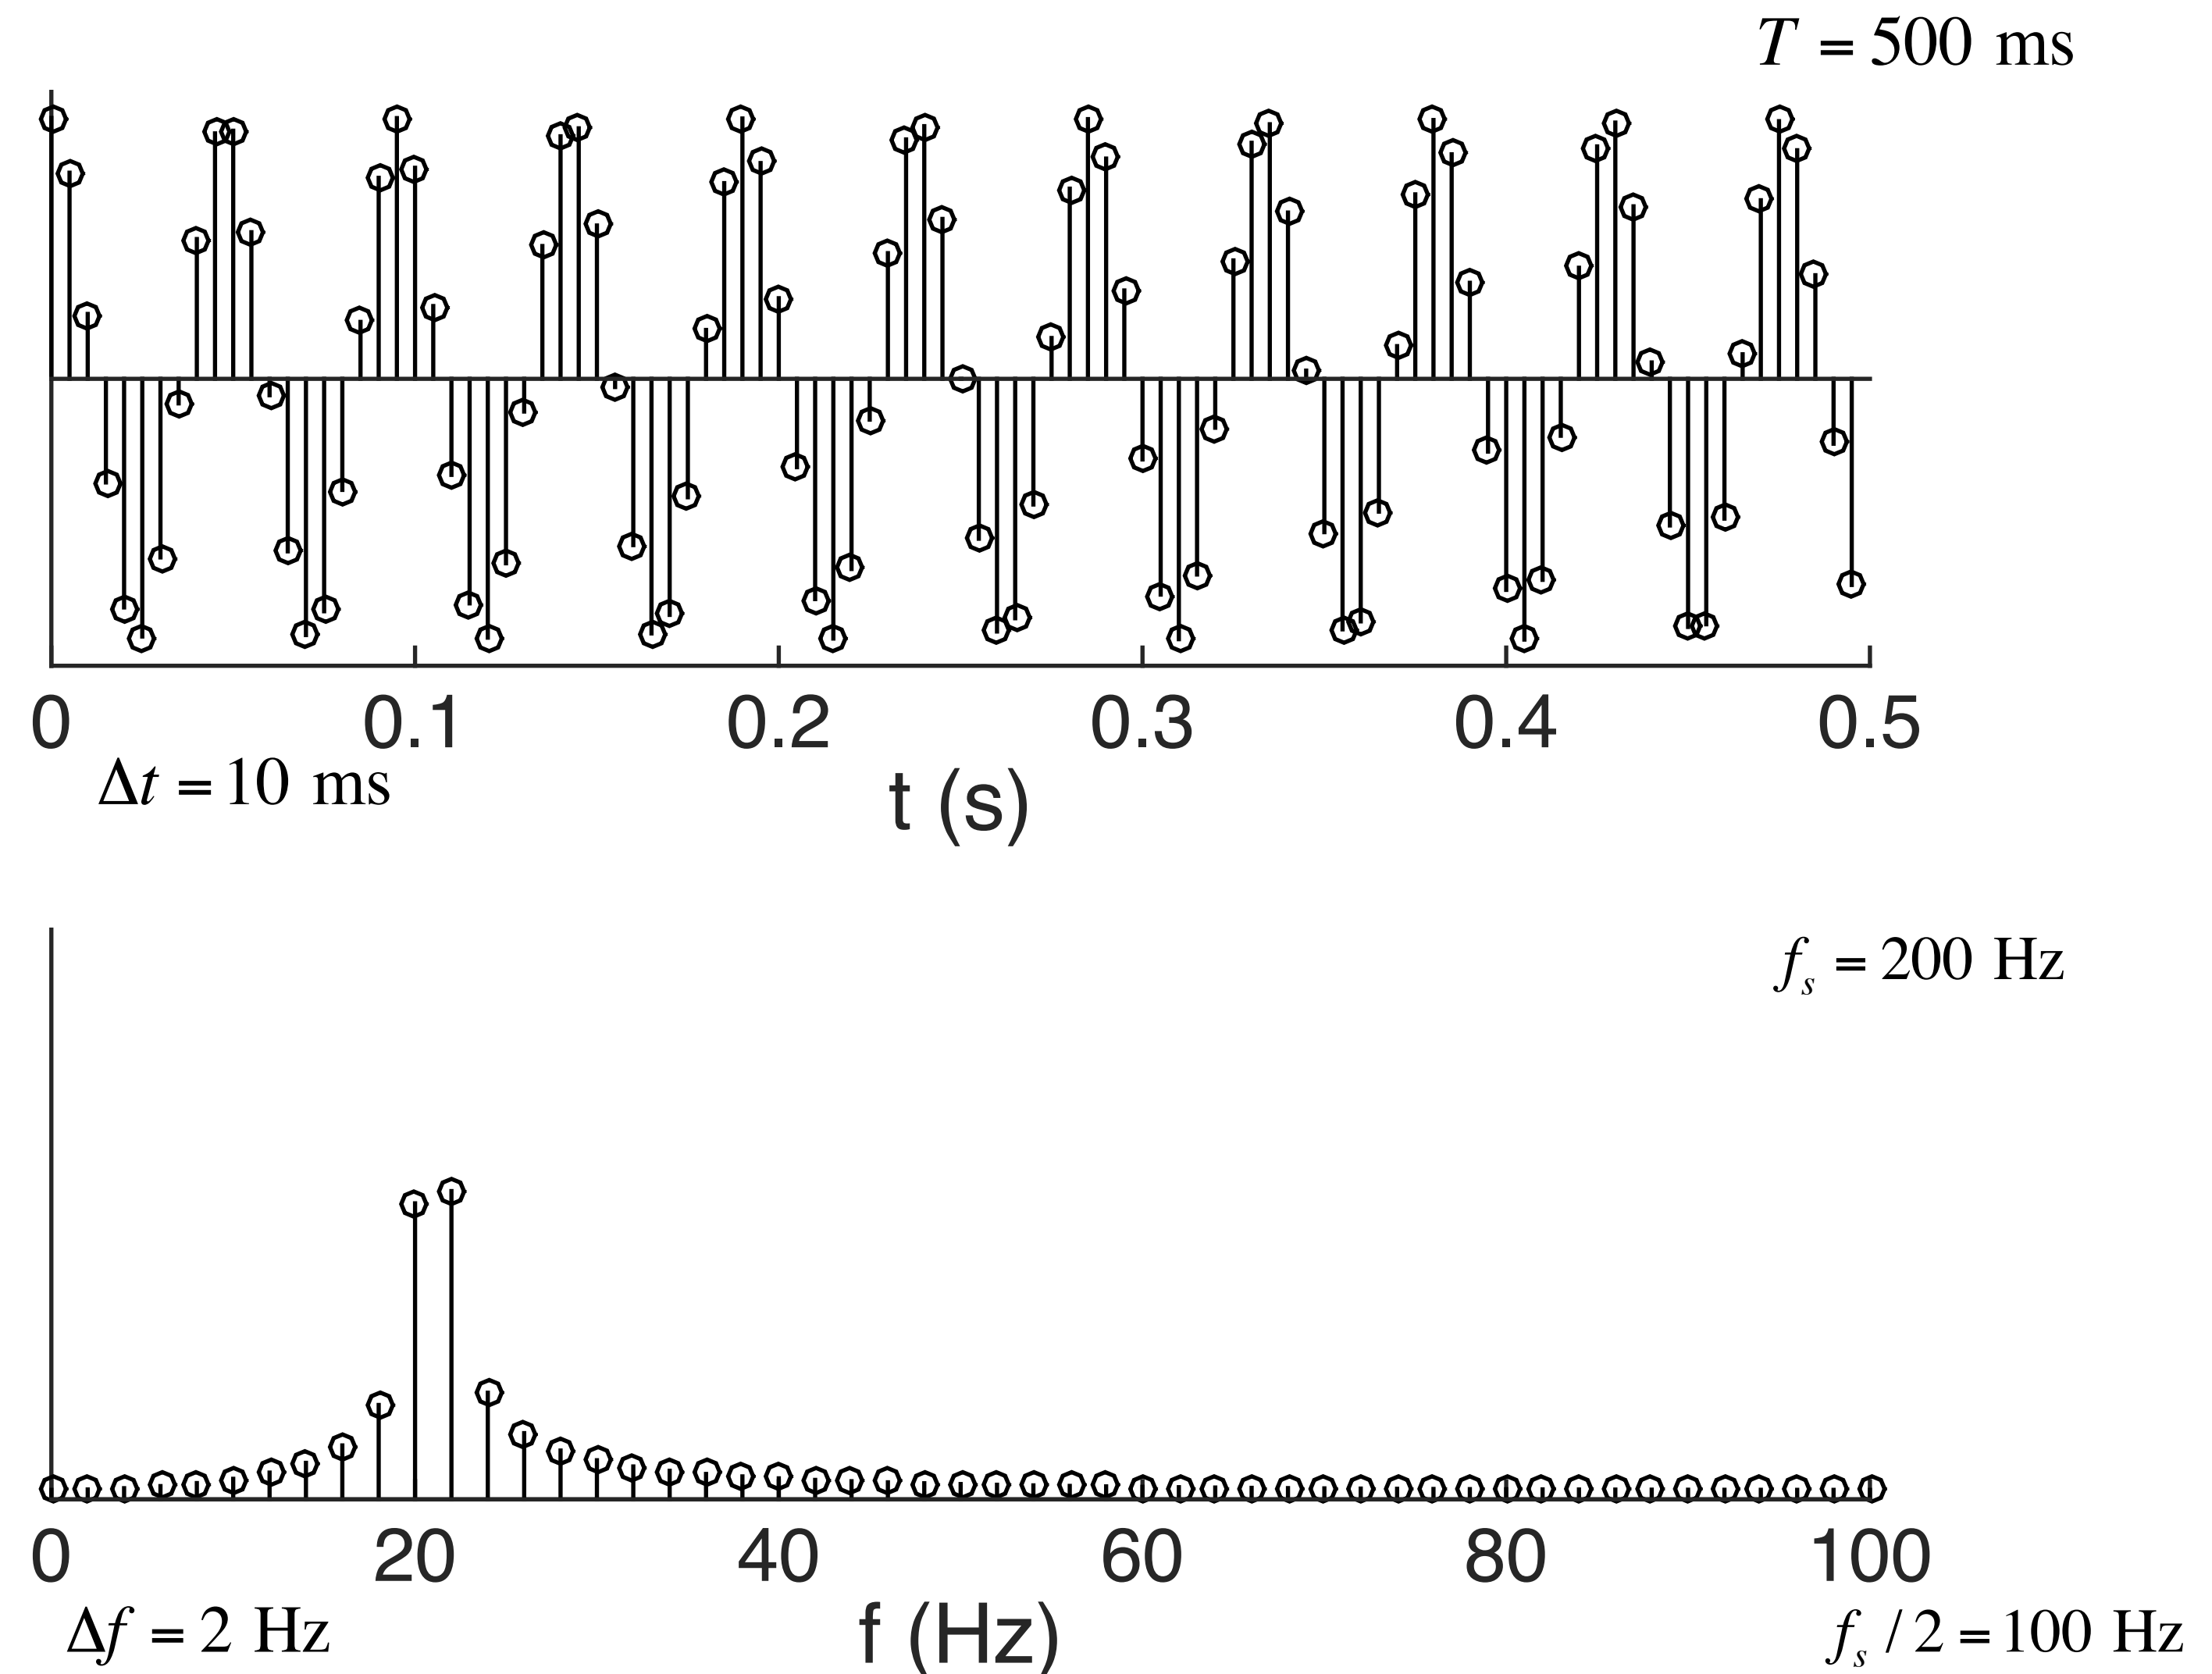 T = 500 ms
0 0.1 0.2 0.3 0.4 0.5
Δt = 10 ms
t (s)
f_s = 200 Hz
0 20 40 60 80 100
Δf = 2 Hz
f (Hz)
f_s / 2 = 100 Hz